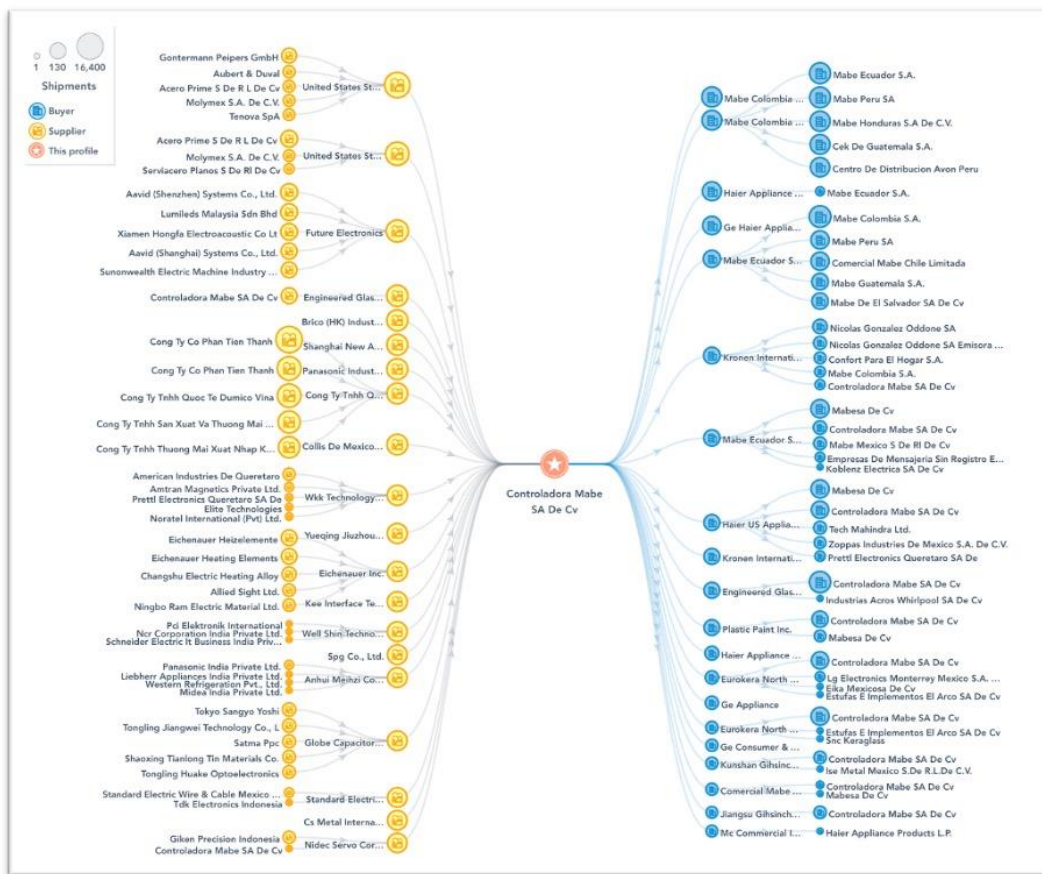 1 130 16,400
Shipments
Buyer
Supplier
This profile
Gontermann Peipers GmbH
Aubert & Duval
Acero Prime S De R L De Cv
Molymex S.A. De C.V.
Tenova SpA
United States St...
Acero Prime S De R L De Cv
Molymex S.A. De C.V.
Serviacero Planos S De Rl De Cv
United States St...
Aavid (Shenzhen) Systems Co., Ltd.
Lumileds Malaysia Sdn Bhd
Xiamen Hongfa Electroacoustic Co Lt
Aavid (Shanghai) Systems Co., Ltd.
Sunonwealth Electric Machine Industry ...
Future Electronics
Controladora Mabe SA De Cv
Engineered Glas...
Brico (HK) Indust...
Shanghai New A...
Panasonic Indust...
Cong Ty Co Phan Tien Thanh
Cong Ty Co Phan Tien Thanh
Cong Ty Tnhh Quoc Te Dumico Vina
Cong Ty Tnhh San Xuat Va Thuong Mai ...
Cong Ty Tnhh Thuong Mai Xuat Nhap K...
Cong Ty Tnhh Q...
Collis De Mexico...
American Industries De Queretaro
Amtran Magnetics Private Ltd.
Prettl Electronics Queretaro SA De
Elite Technologies
Noratel International (Pvt) Ltd.
Wkk Technology...
Yueqing Jiuzhou...
Eichenauer Heizelemente
Eichenauer Heating Elements
Changshu Electric Heating Alloy
Allied Sight Ltd.
Ningbo Ram Electric Material Ltd.
Eichenauer Inc.
Kee Interface Te...
Pci Elektronik International
Ncr Corporation India Private Ltd.
Schneider Electric It Business India Priv...
Well Shin Techno...
Spg Co., Ltd.
Panasonic India Private Ltd.
Liebherr Appliances India Private Ltd.
Western Refrigeration Pvt., Ltd.
Midea India Private Ltd.
Anhui Meihzi Co...
Tokyo Sangyo Yoshi
Tongling Jiangwei Technology Co., L
Satma Ppc
Shaoxing Tianlong Tin Materials Co.
Tongling Huake Optoelectronics
Globe Capacitor...
Standard Electric Wire & Cable Mexico ...
Tdk Electronics Indonesia
Standard Electri...
Cs Metal Interna...
Giken Precision Indonesia
Controladora Mabe SA De Cv
Nidec Servo Cor...
Controladora Mabe
SA De Cv
Mabe Colombia ...
Mabe Colombia ...
Mabe Ecuador S.A.
Mabe Peru SA
Mabe Honduras S.A De C.V.
Cek De Guatemala S.A.
Centro De Distribucion Avon Peru
Haier Appliance ...
Mabe Ecuador S.A.
Ge Haier Applia...
Mabe Ecuador S...
Mabe Colombia S.A.
Mabe Peru SA
Comercial Mabe Chile Limitada
Mabe Guatemala S.A.
Mabe De El Salvador SA De Cv
Kronen Internati...
Nicolas Gonzalez Oddone SA
Nicolas Gonzalez Oddone SA Emisora ...
Confort Para El Hogar S.A.
Mabe Colombia S.A.
Controladora Mabe SA De Cv
Mabe Ecuador S...
Mabesa De Cv
Controladora Mabe SA De Cv
Mabe Mexico S De Rl De Cv
Empresas De Mensajeria Sin Registro E...
Koblenz Electrica SA De Cv
Haier US Applia...
Mabesa De Cv
Controladora Mabe SA De Cv
Tech Mahindra Ltd.
Zoppas Industries De Mexico S.A. De C.V.
Prettl Electronics Queretaro SA De
Kronen Internati...
Engineered Glas...
Controladora Mabe SA De Cv
Industrias Acros Whirlpool SA De Cv
Plastic Paint Inc.
Controladora Mabe SA De Cv
Mabesa De Cv
Haier Appliance ...
Eurokera North ...
Controladora Mabe SA De Cv
Lg Electronics Monterrey Mexico S.A. ...
Eika Mexicosa De Cv
Estufas E Implementos El Arco SA De Cv
Ge Appliance
Eurokera North ...
Controladora Mabe SA De Cv
Estufas E Implementos El Arco SA De Cv
Snc Keraglass
Ge Consumer & ...
Kunshan Gihsinc...
Controladora Mabe SA De Cv
Ise Metal Mexico S.De R.L.De C.V.
Comercial Mabe ...
Controladora Mabe SA De Cv
Mabesa De Cv
Jiangsu Gihsinch...
Controladora Mabe SA De Cv
Mc Commercial I...
Haier Appliance Products L.P.